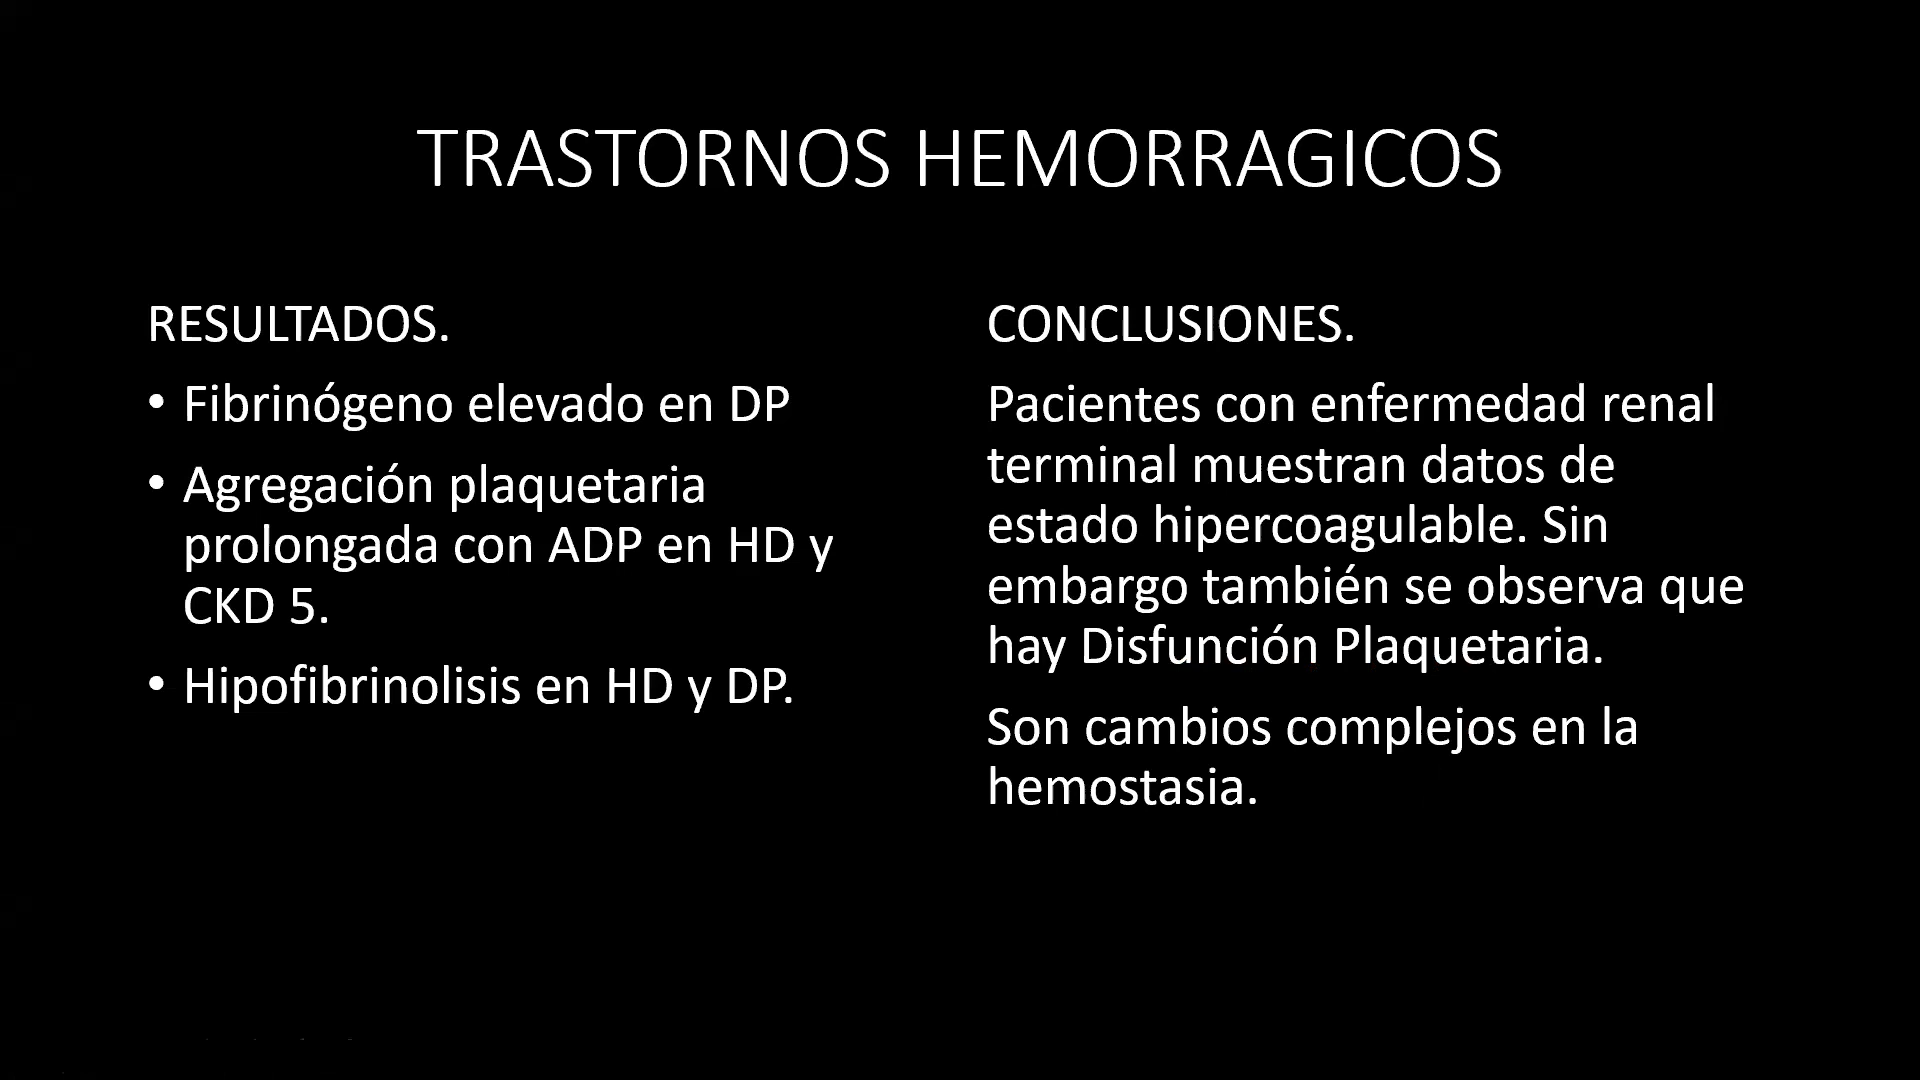 TRASTORNOS HEMORRAGICOS
RESULTADOS.
• Fibrinógeno elevado en DP
• Agregación plaquetaria
prolongada con ADP en HD y
CKD 5.
• Hipofibrinolisis en HD y DP.
CONCLUSIONES.
Pacientes con enfermedad renal
terminal muestran datos de
estado hipercoagulable. Sin
embargo también se observa que
hay Disfunción Plaquetaria.
Son cambios complejos en la
hemostasia.